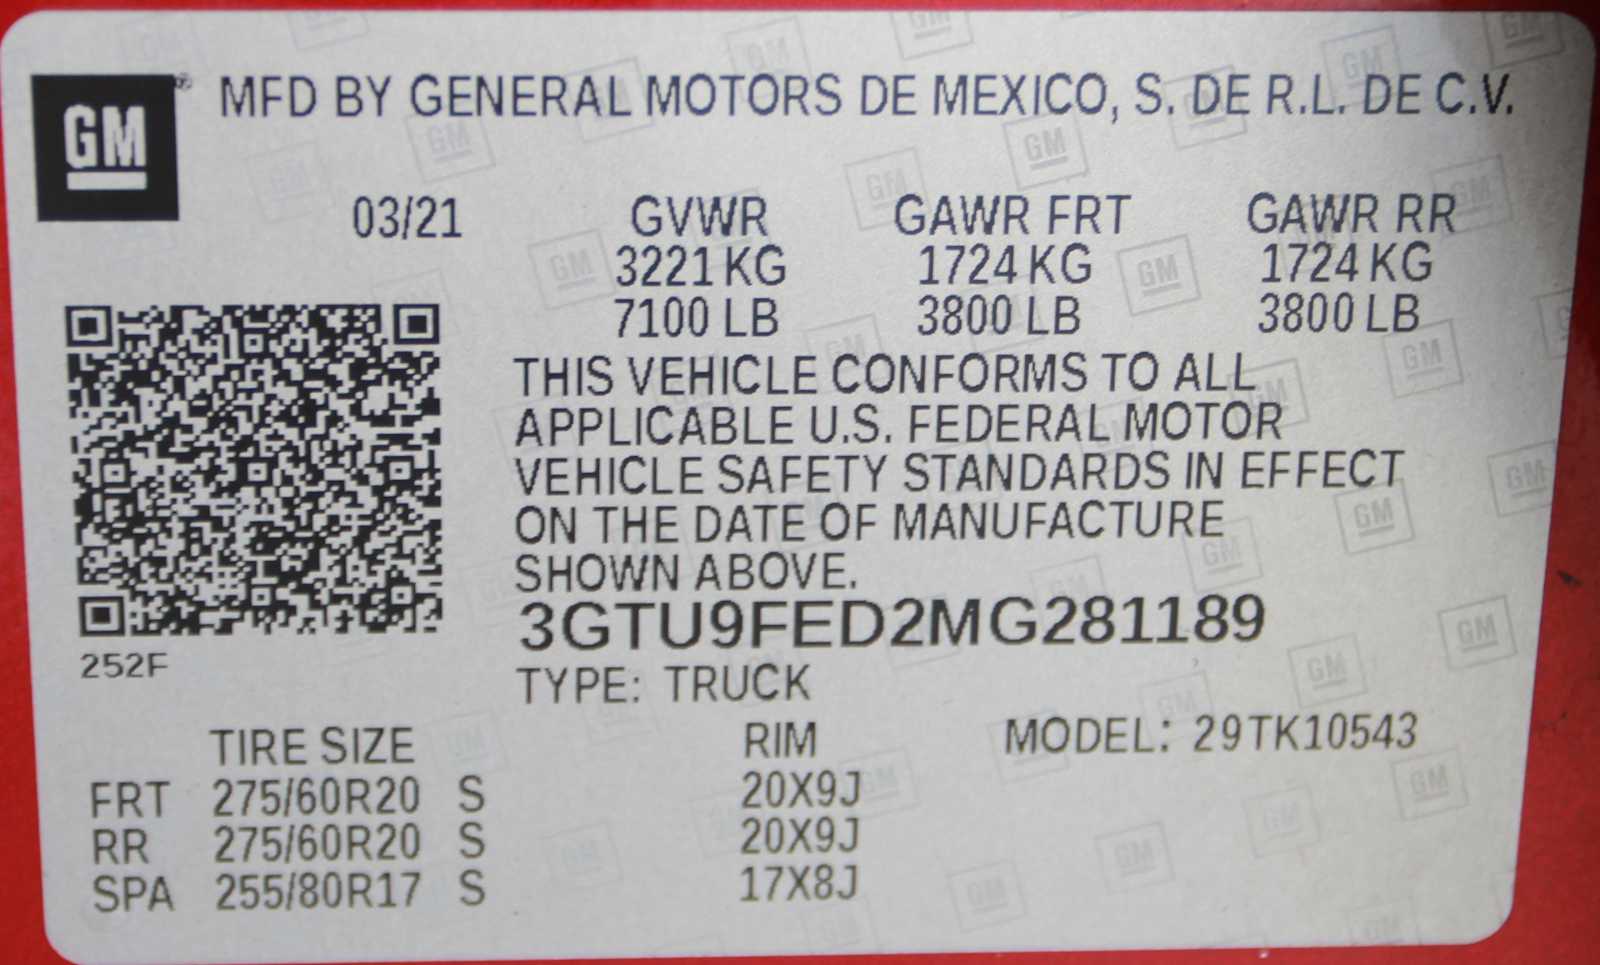 GM ® MFD BY GENERAL MOTORS DE MEXICO, S. DE R.L. DE C.V.
03/21 GVWR GAWR FRT GAWR RR
3221 KG 1724 KG 1724 KG
7100 LB 3800 LB 3800 LB
THIS VEHICLE CONFORMS TO ALL
APPLICABLE U.S. FEDERAL MOTOR
VEHICLE SAFETY STANDARDS IN EFFECT
ON THE DATE OF MANUFACTURE
SHOWN ABOVE.
3GTU9FED2MG281189
252F
TYPE: TRUCK
TIRE SIZE RIM MODEL: 29TK10543
FRT 275/60R20 S 20X9J
RR 275/60R20 S 20X9J
SPA 255/80R17 S 17X8J